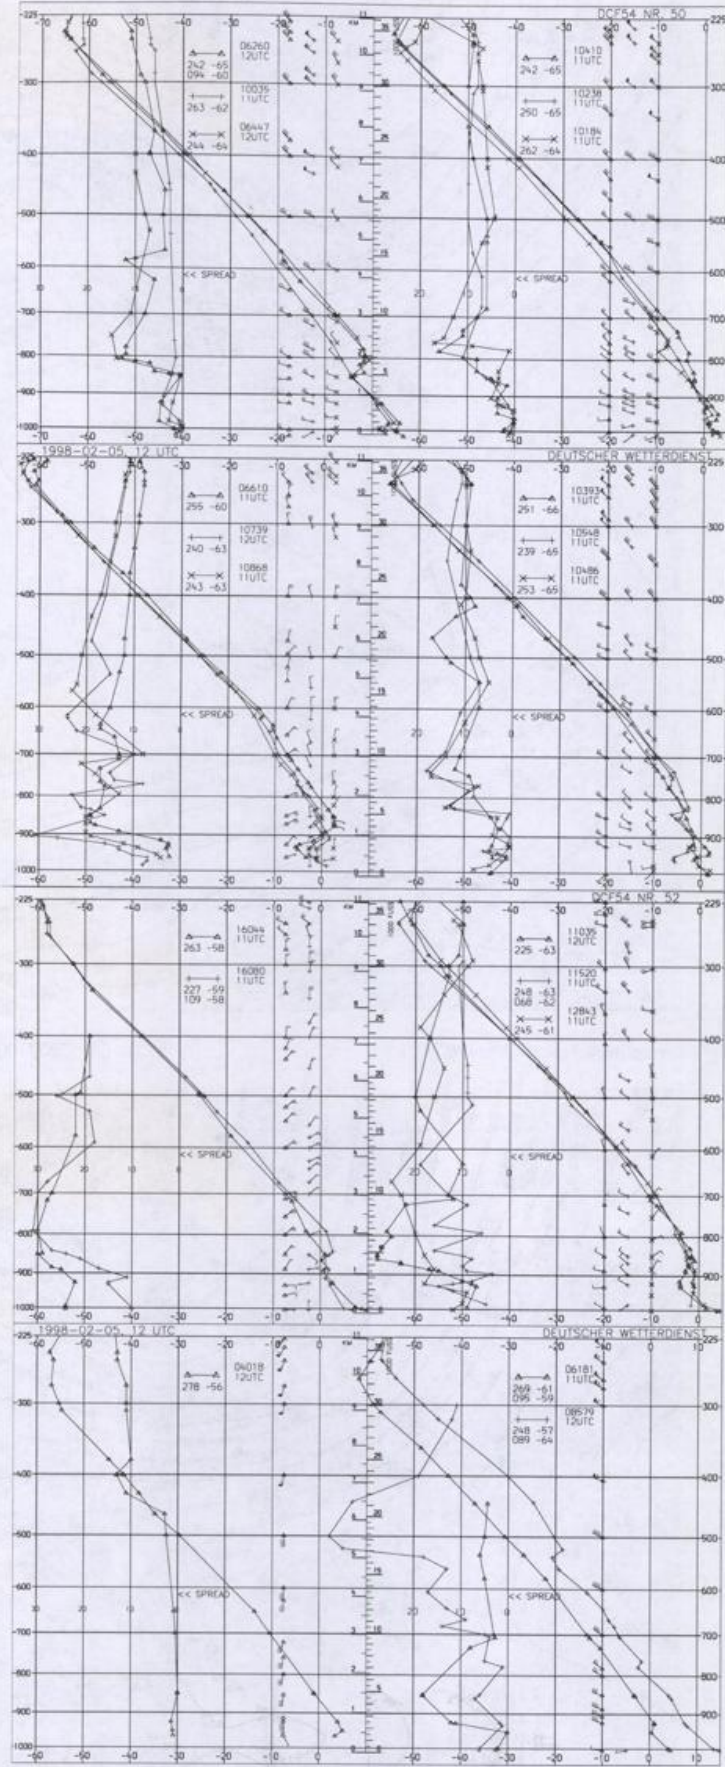 DCF54 NR. 50
06260
12UTC
242 -65
094 -60
10035
11UTC
263 -62
06447
12UTC
244 -64
<< SPREAD
10410
11UTC
242 -65
10238
11UTC
250 -65
10184
11UTC
262 -64
<< SPREAD
1998-02-05, 12 UTC
DEUTSCHER WETTERDIENST
06610
11UTC
255 -60
10739
12UTC
240 -63
10868
11UTC
243 -63
<< SPREAD
10393
11UTC
251 -66
10548
11UTC
239 -65
10486
11UTC
253 -65
<< SPREAD
DCF54 NR. 52
16044
11UTC
263 -58
16080
11UTC
227 -59
109 -58
<< SPREAD
11035
12UTC
225 -63
11520
11UTC
248 -63
068 -62
12843
11UTC
245 -61
<< SPREAD
1998-02-05, 12 UTC
DEUTSCHER WETTERDIENST
04018
12UTC
278 -56
<< SPREAD
06181
11UTC
269 -61
095 -59
08579
12UTC
248 -57
089 -64
<< SPREAD